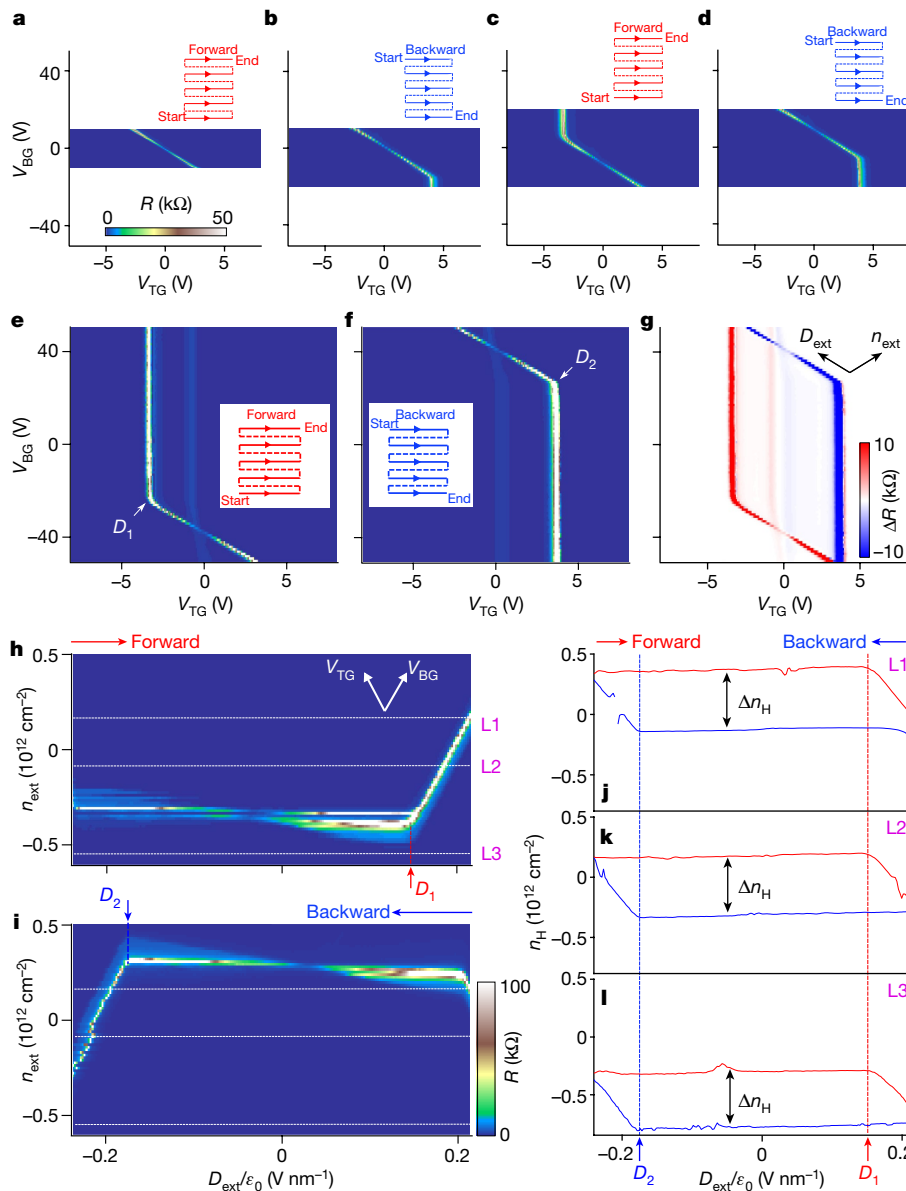 a
b
c
d
Forward
End
Start
Backward
Start
End
Forward
End
Start
Backward
Start
End
V_BG (V)
40
0
−40
R (kΩ)
0
50
−5 0 5
V_TG (V)
−5 0 5
V_TG (V)
−5 0 5
V_TG (V)
−5 0 5
V_TG (V)
e
f
g
V_BG (V)
40
0
−40
D_1
Forward
End
Start
D_2
Backward
Start
End
D_ext
n_ext
10
−10
ΔR (kΩ)
−5 0 5
V_TG (V)
−5 0 5
V_TG (V)
−5 0 5
V_TG (V)
h
Forward
V_TG
V_BG
n_ext (10^12 cm^−2)
0.5
0
−0.5
L1
L2
L3
D_1
D_2
Backward
i
n_ext (10^12 cm^−2)
0.5
0
−0.5
100
0
R (kΩ)
−0.2 0 0.2
D_ext/ε_0 (V nm^−1)
Forward
Backward
0.5
0
−0.5
L1
Δn_H
j
0.5
0
−0.5
k
L2
Δn_H
n_H (10^12 cm^−2)
0.5
0
−0.5
l
L3
Δn_H
−0.2 0 0.2
D_2
D_ext/ε_0 (V nm^−1)
D_1